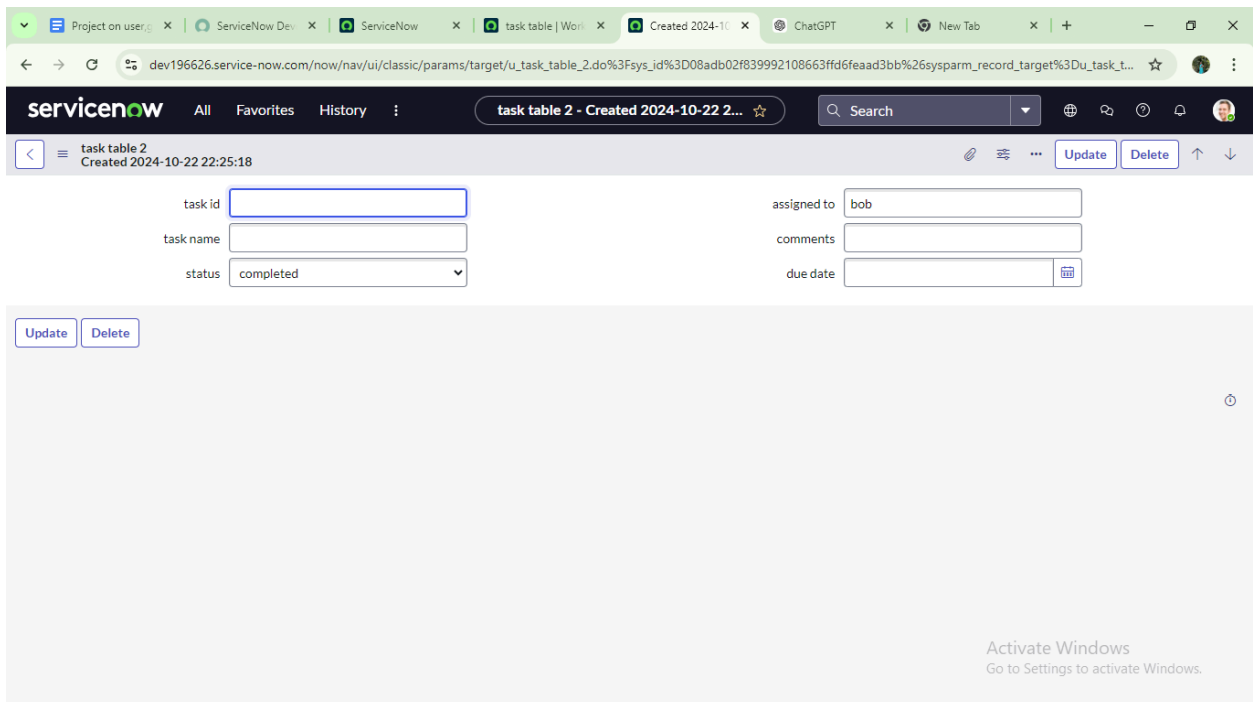 Project on user,g
ServiceNow Dev
ServiceNow
task table | Work
Created 2024-10
ChatGPT
New Tab
dev196626.service-now.com/now/nav/ui/classic/params/target/u_task_table_2.do%3Fsys_id%3D08adb02f839992108663ffd6feaad3bb%26sysparm_record_target%3Du_task_t...
servicenow All Favorites History task table 2 - Created 2024-10-22 2... Search
task table 2
Created 2024-10-22 22:25:18
Update Delete
task id
assigned to bob
task name
comments
status completed
due date
Update Delete
Activate Windows
Go to Settings to activate Windows.